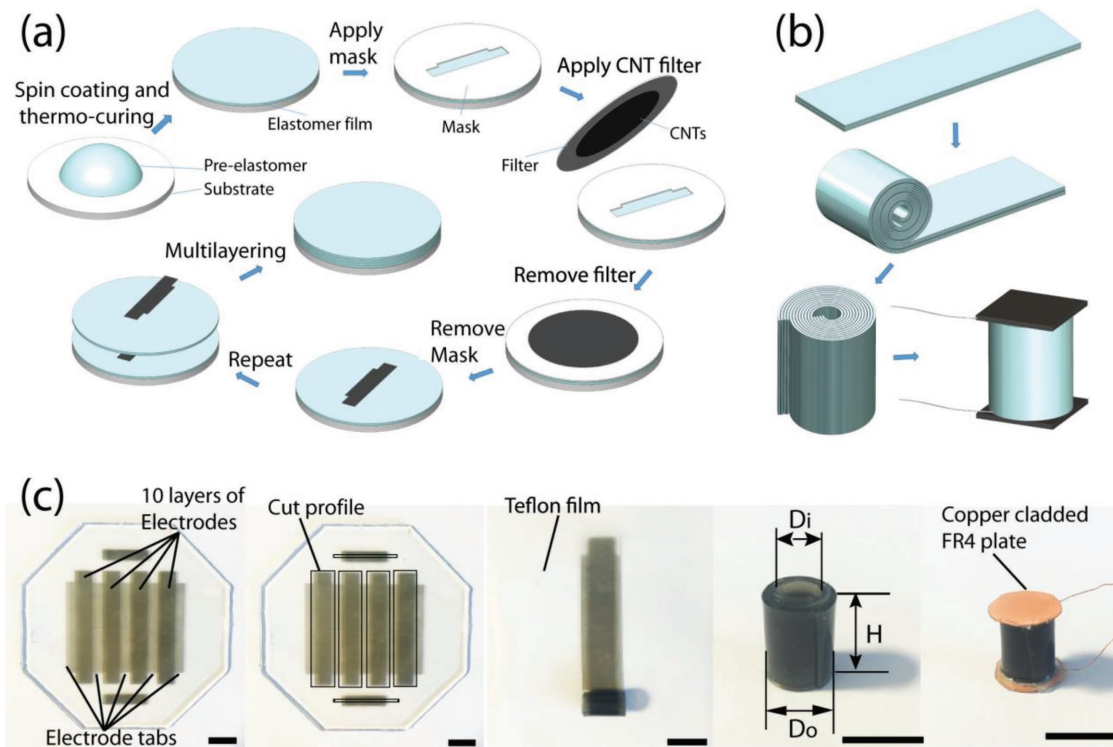 (a)
Apply
mask
Spin coating and
thermo-curing
Elastomer film
Mask
Apply CNT filter
CNTs
Filter
Pre-elastomer
Substrate
Multilayering
Remove filter
Remove
Mask
Repeat
(b)
(c)
10 layers of
Electrodes
Electrode tabs
Cut profile
Teflon film
Di
H
Do
Copper cladded
FR4 plate